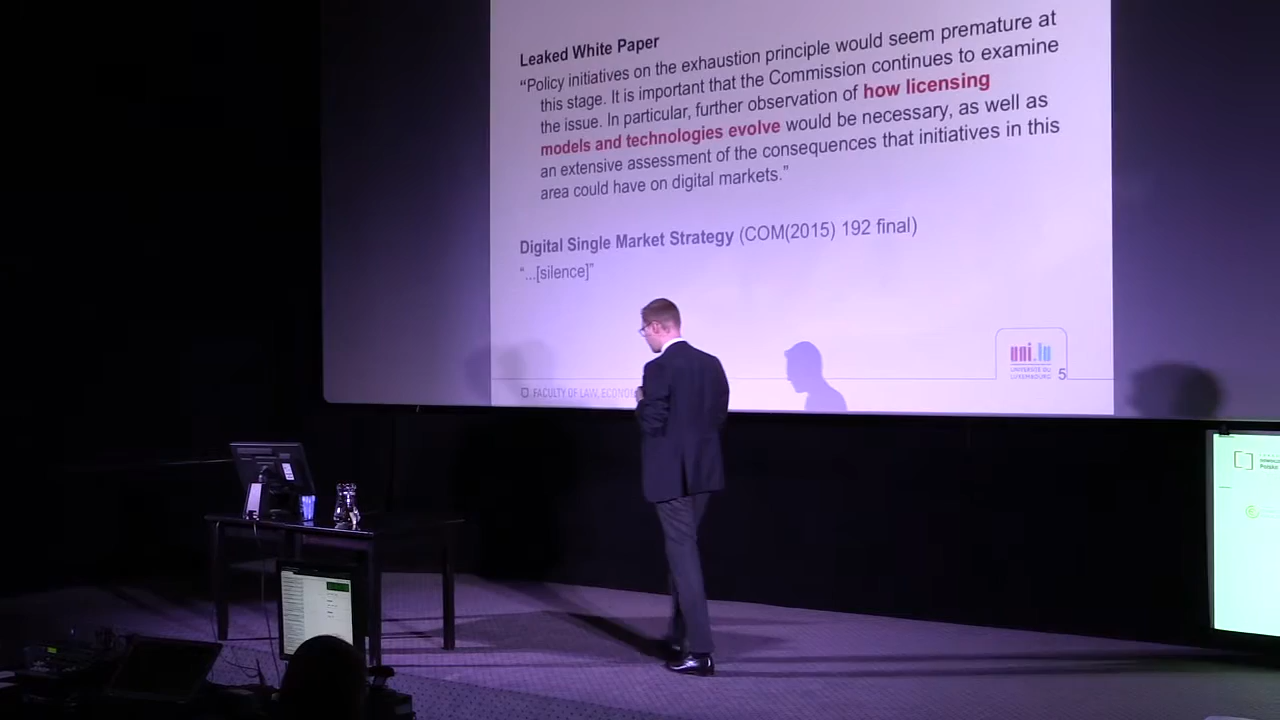 Leaked White Paper
“Policy initiatives on the exhaustion principle would seem premature at
this stage. It is important that the Commission continues to examine
the issue. In particular, further observation of how licensing
models and technologies evolve would be necessary, as well as
an extensive assessment of the consequences that initiatives in this
area could have on digital markets.”
Digital Single Market Strategy (COM(2015) 192 final)
“...[silence]”
uni.lu
UNIVERSITÉ DU
LUXEMBOURG
5
FACULTY OF LAW,